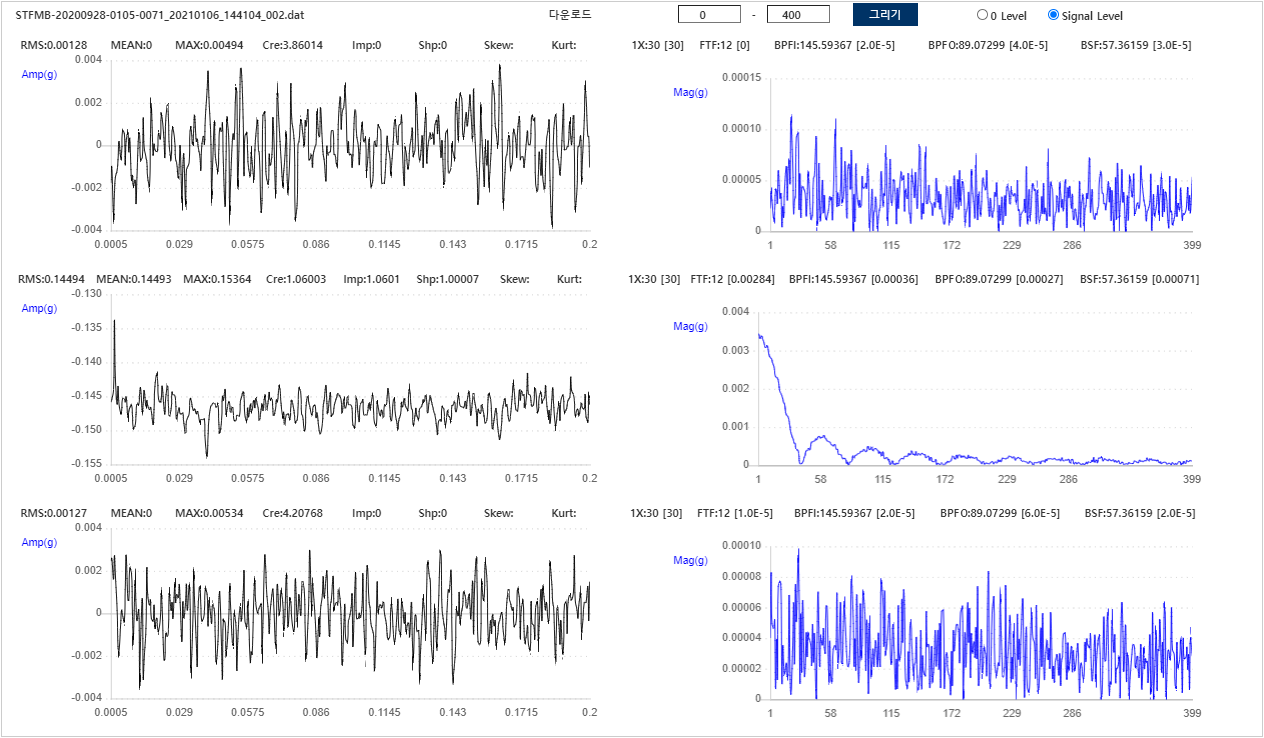 STFMB-20200928-0105-0071_20210106_144104_002.dat 다운로드 0 - 400 그리기 0 Level Signal Level
RMS:0.00128 MEAN:0 MAX:0.00494 Cre:3.86014 Imp:0 Shp:0 Skew: Kurt:
Amp(g)
0.004
0.002
0
-0.002
-0.004
0.0005 0.029 0.0575 0.086 0.1145 0.143 0.1715 0.2
1X:30 [30] FTF:12 [0] BPFI:145.59367 [2.0E-5] BPFO:89.07299 [4.0E-5] BSF:57.36159 [3.0E-5]
Mag(g)
0.00015
0.00010
0.00005
0
1 58 115 172 229 286 399
RMS:0.14494 MEAN:0.14493 MAX:0.15364 Cre:1.06003 Imp:1.0601 Shp:1.00007 Skew: Kurt:
Amp(g)
-0.130
-0.135
-0.140
-0.145
-0.150
-0.155
0.0005 0.029 0.0575 0.086 0.1145 0.143 0.1715 0.2
1X:30 [30] FTF:12 [0.00284] BPFI:145.59367 [0.00036] BPFO:89.07299 [0.00027] BSF:57.36159 [0.00071]
Mag(g)
0.004
0.003
0.002
0.001
0
1 58 115 172 229 286 399
RMS:0.00127 MEAN:0 MAX:0.00534 Cre:4.20768 Imp:0 Shp:0 Skew: Kurt:
Amp(g)
0.004
0.002
0
-0.002
-0.004
0.0005 0.029 0.0575 0.086 0.1145 0.143 0.1715 0.2
1X:30 [30] FTF:12 [1.0E-5] BPFI:145.59367 [2.0E-5] BPFO:89.07299 [6.0E-5] BSF:57.36159 [2.0E-5]
Mag(g)
0.00010
0.00008
0.00006
0.00004
0.00002
0
1 58 115 172 229 286 399